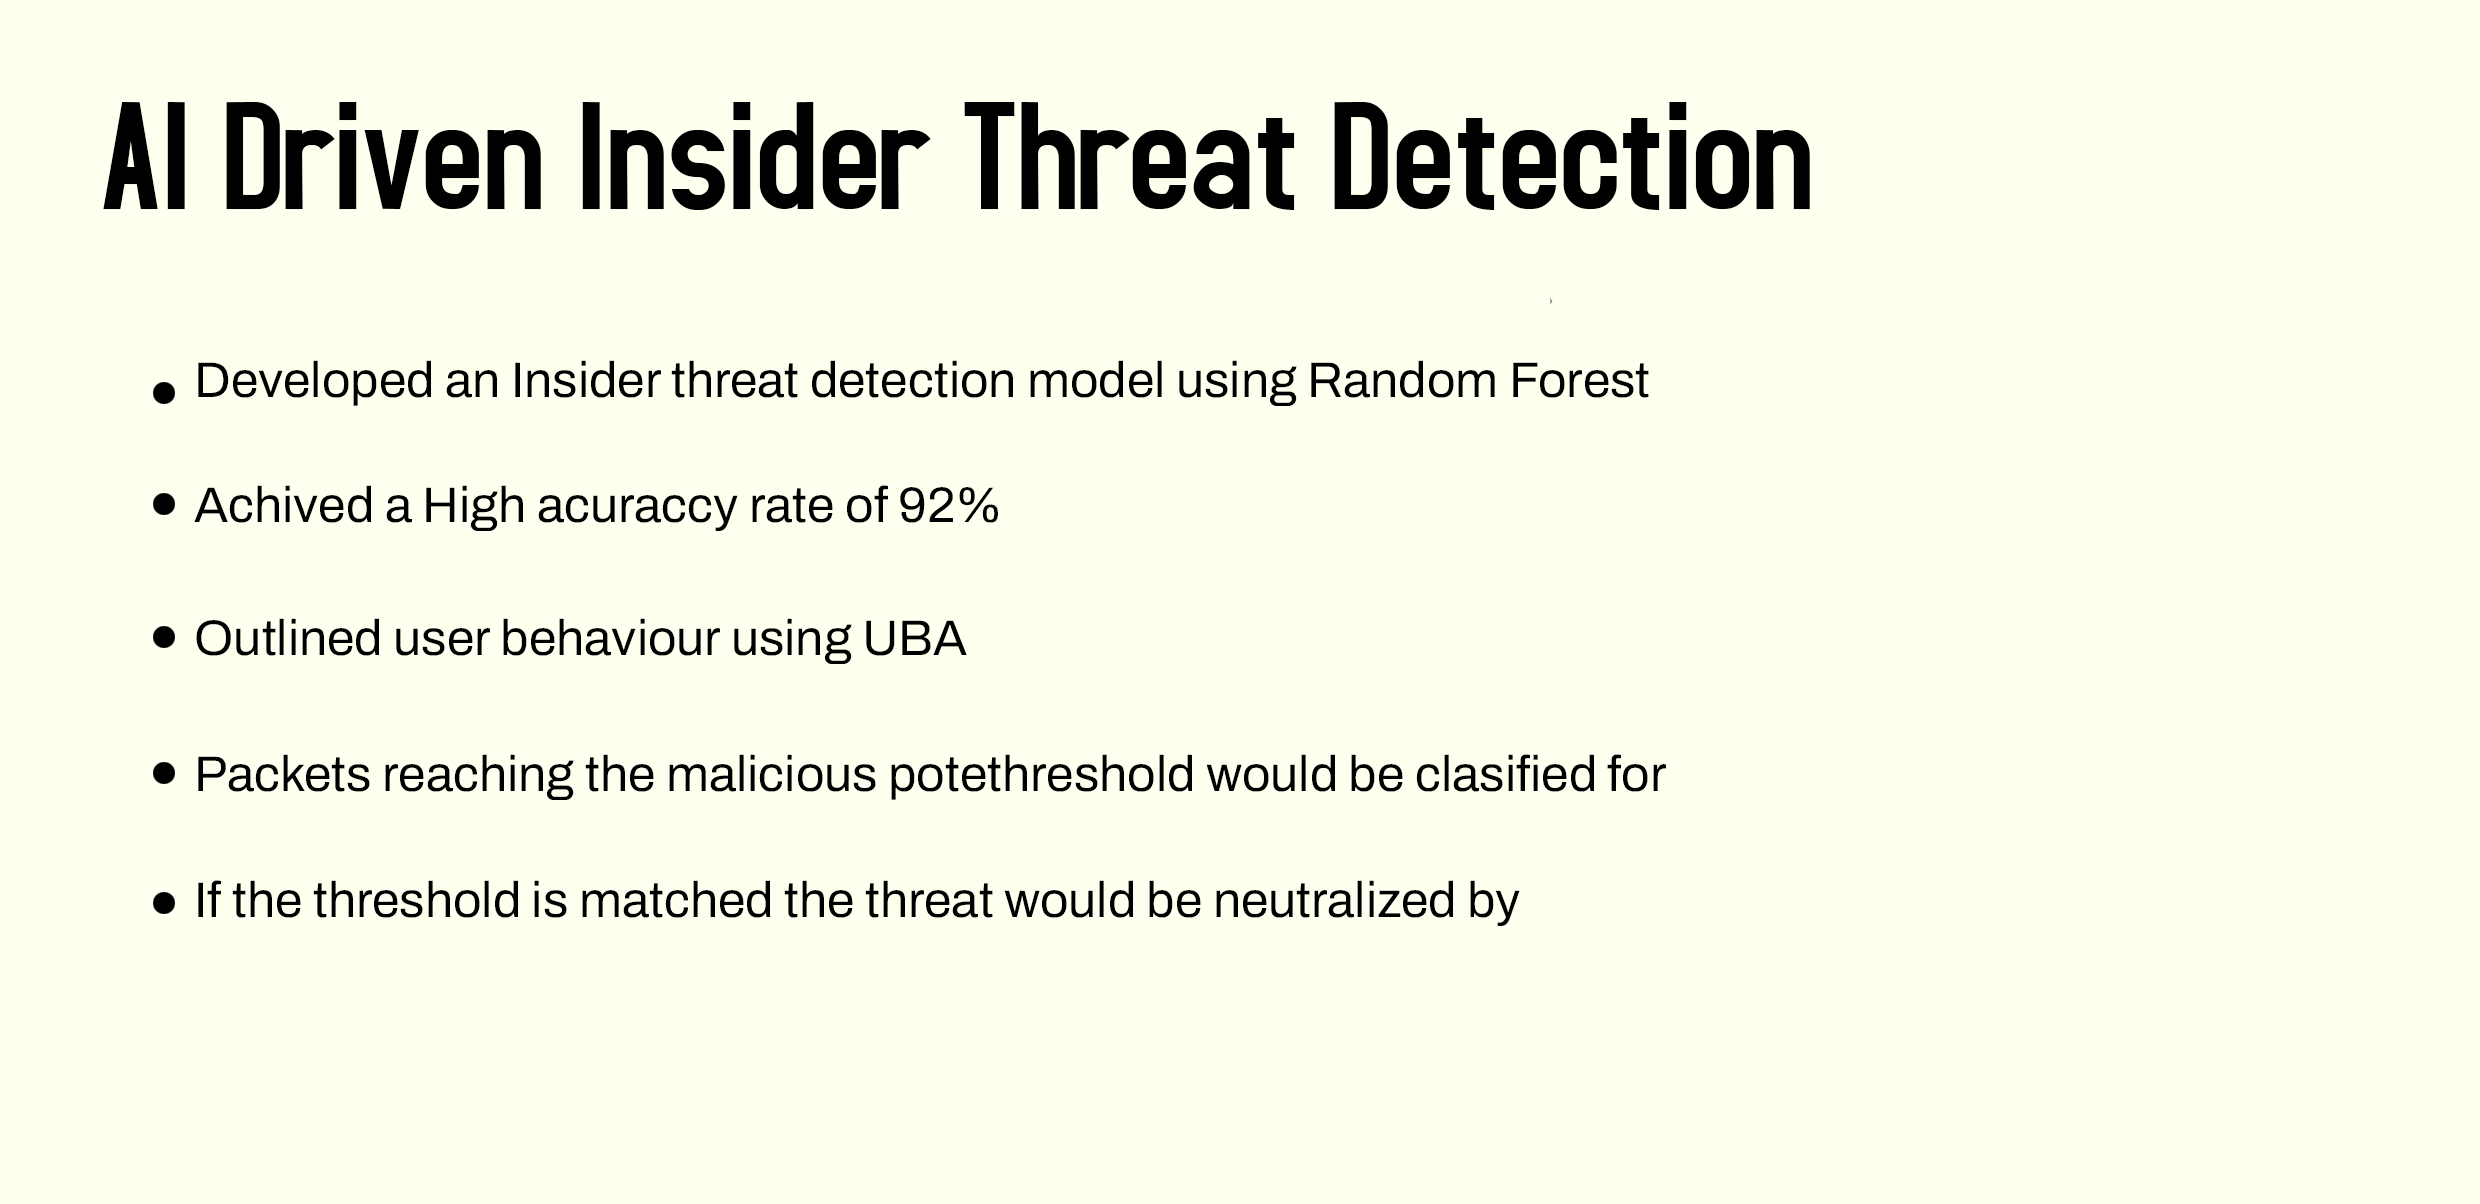 AI Driven Insider Threat Detection
• Developed an Insider threat detection model using Random Forest
• Achived a High acuraccy rate of 92%
• Outlined user behaviour using UBA
• Packets reaching the malicious potethreshold would be clasified for
• If the threshold is matched the threat would be neutralized by